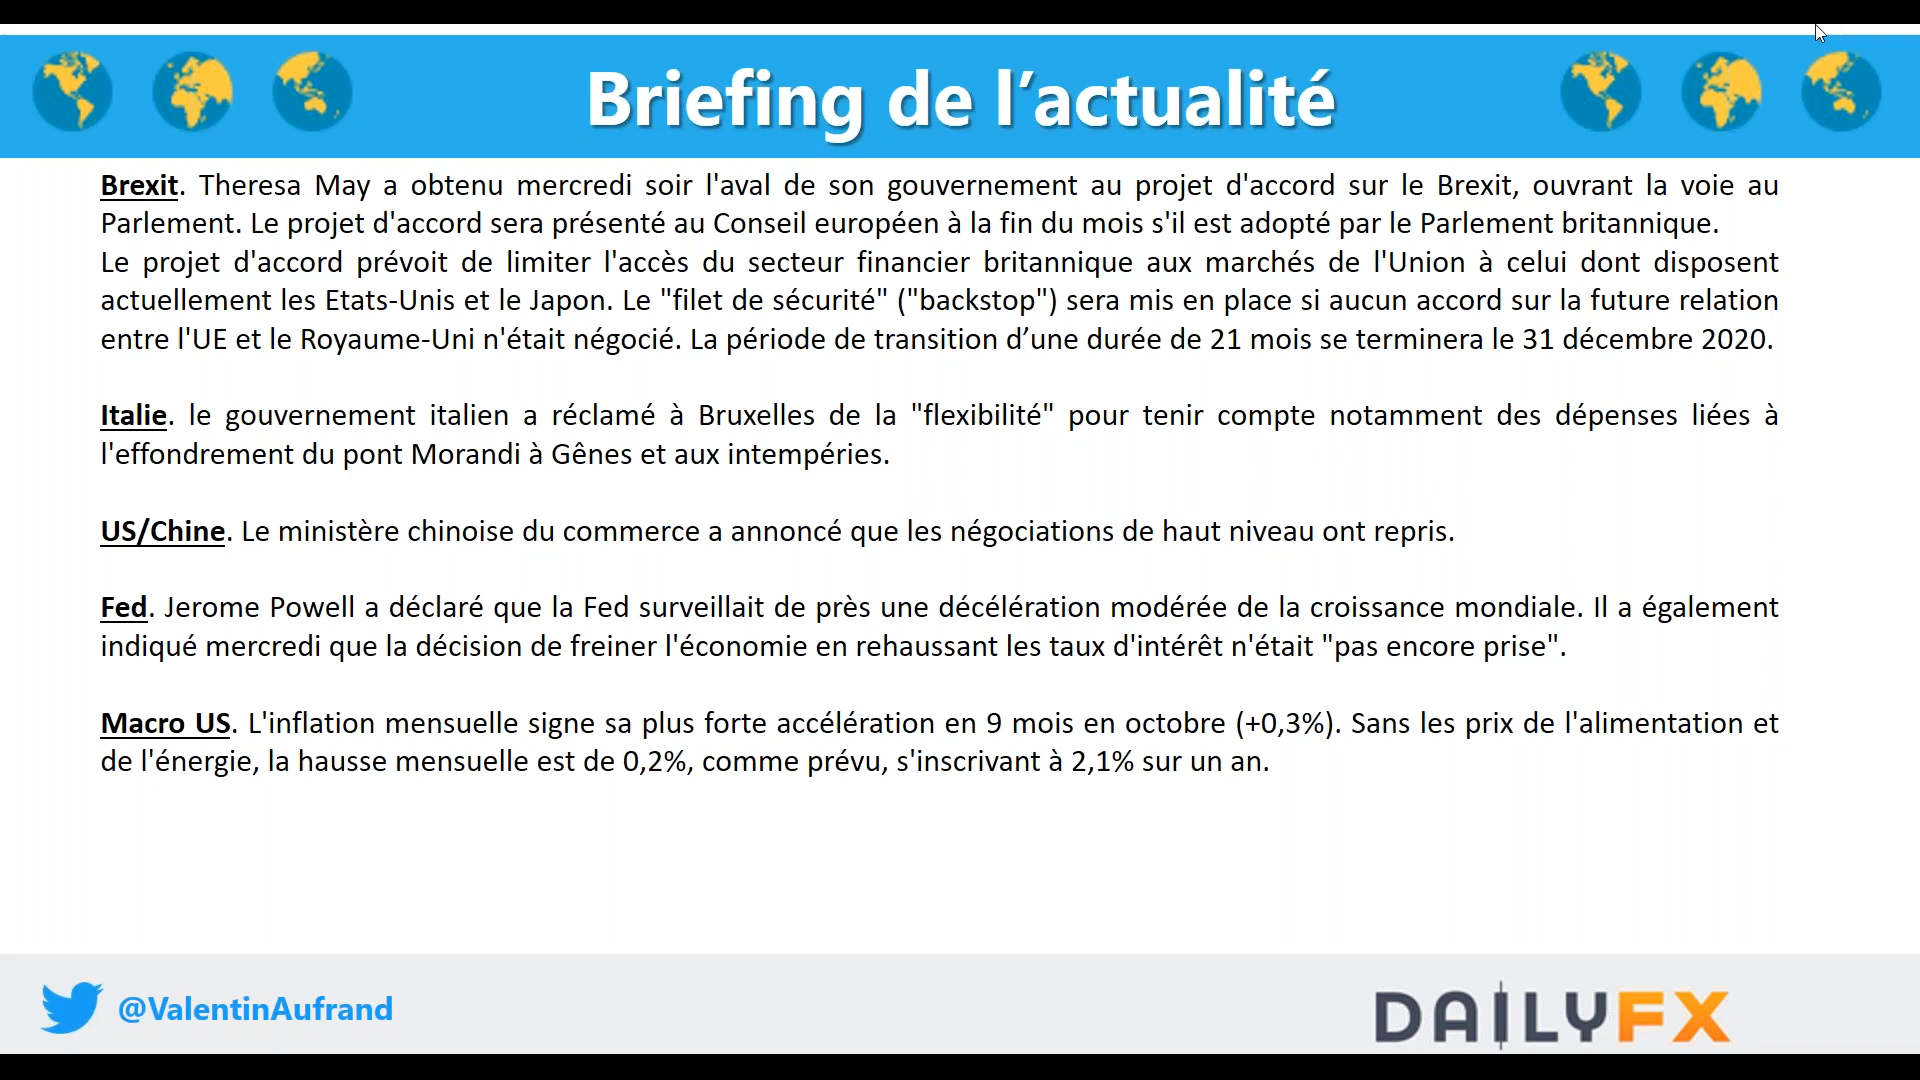 Briefing de l’actualité
Brexit. Theresa May a obtenu mercredi soir l'aval de son gouvernement au projet d'accord sur le Brexit, ouvrant la voie au
Parlement. Le projet d'accord sera présenté au Conseil européen à la fin du mois s'il est adopté par le Parlement britannique.
Le projet d'accord prévoit de limiter l'accès du secteur financier britannique aux marchés de l'Union à celui dont disposent
actuellement les Etats-Unis et le Japon. Le "filet de sécurité" ("backstop") sera mis en place si aucun accord sur la future relation
entre l'UE et le Royaume-Uni n'était négocié. La période de transition d’une durée de 21 mois se terminera le 31 décembre 2020.
Italie. le gouvernement italien a réclamé à Bruxelles de la "flexibilité" pour tenir compte notamment des dépenses liées à
l'effondrement du pont Morandi à Gênes et aux intempéries.
US/Chine. Le ministère chinoise du commerce a annoncé que les négociations de haut niveau ont repris.
Fed. Jerome Powell a déclaré que la Fed surveillait de près une décélération modérée de la croissance mondiale. Il a également
indiqué mercredi que la décision de freiner l'économie en rehaussant les taux d'intérêt n'était "pas encore prise".
Macro US. L'inflation mensuelle signe sa plus forte accélération en 9 mois en octobre (+0,3%). Sans les prix de l'alimentation et
de l'énergie, la hausse mensuelle est de 0,2%, comme prévu, s'inscrivant à 2,1% sur un an.
@ValentinAufrand
DAILYFX